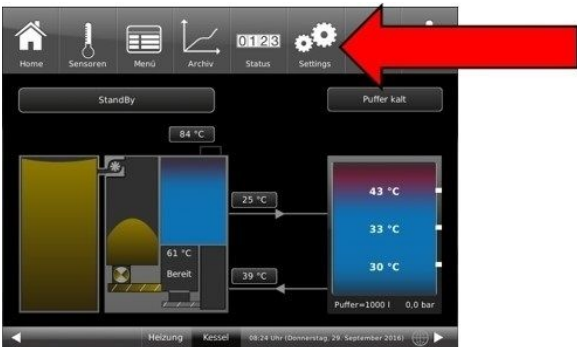 Home Sensoren Menü Archiv Status Settings
0123
StandBy
Puffer kalt
84 °C
43 °C
25 °C
33 °C
61 °C
Bereit
39 °C
30 °C
Puffer=1000 l 0,0 bar
Heizung Kessel 08:24 Uhr (Donnerstag, 29. September 2016)